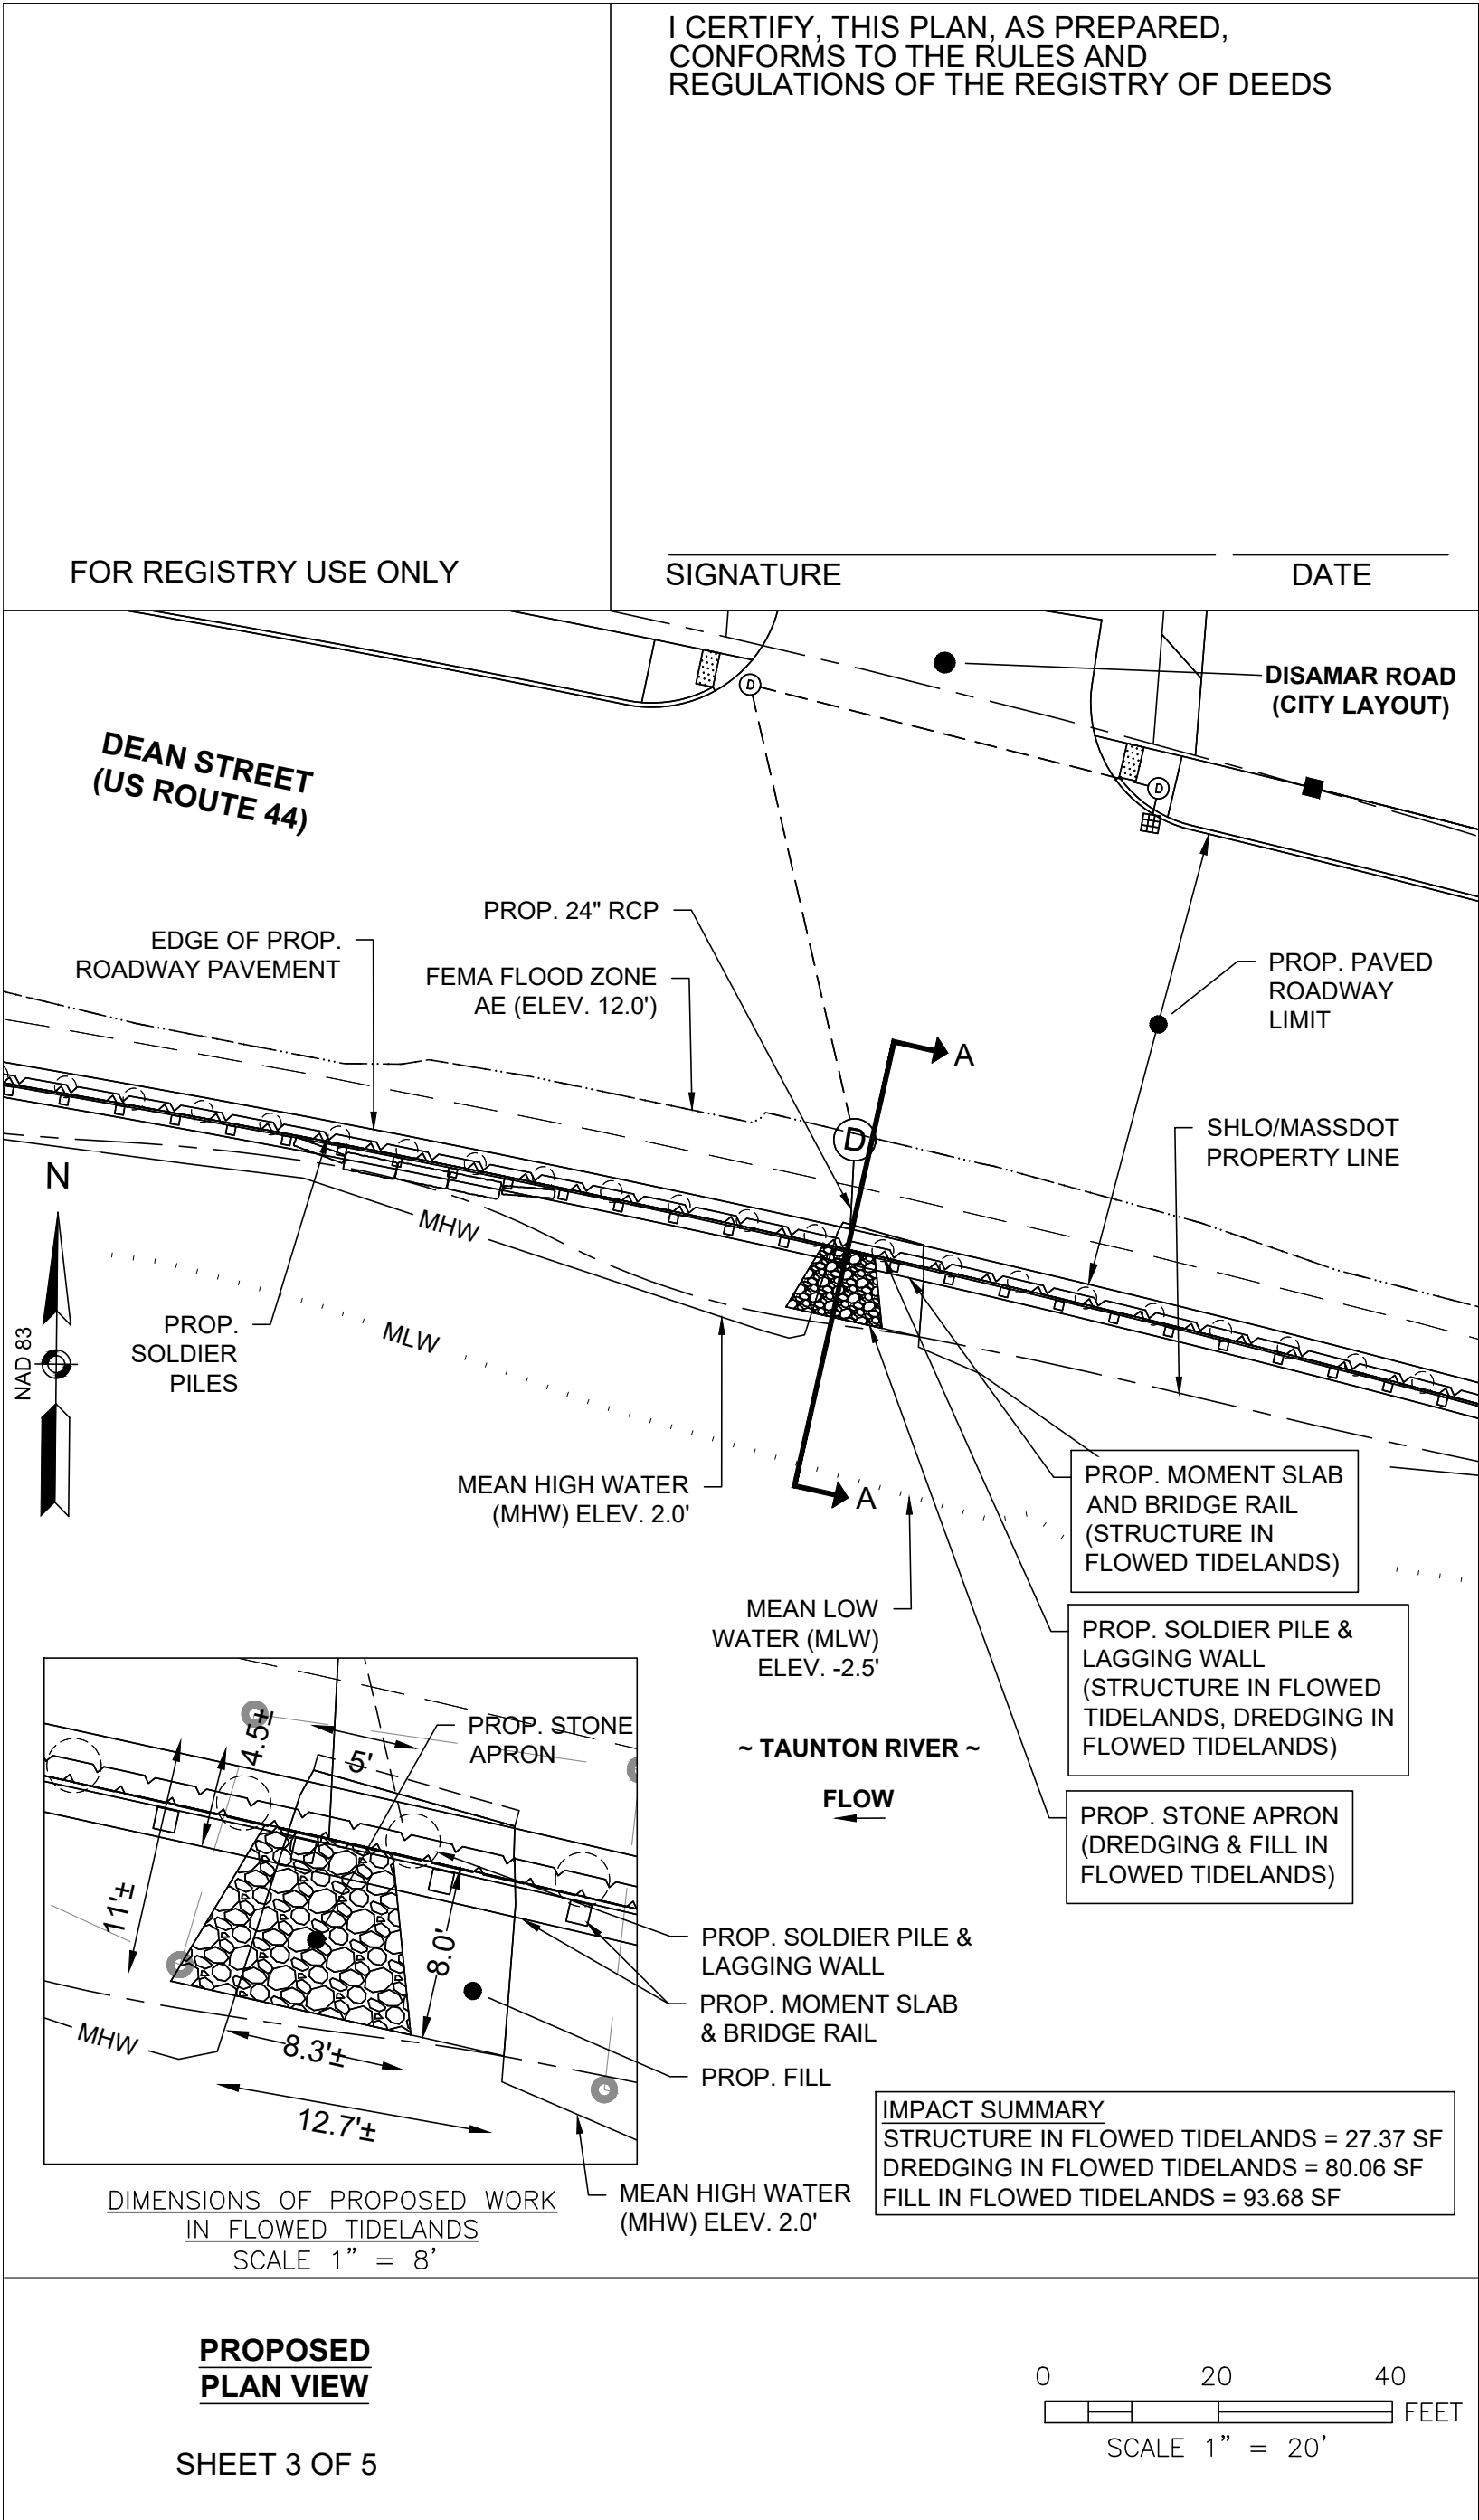 I CERTIFY, THIS PLAN, AS PREPARED,
CONFORMS TO THE RULES AND
REGULATIONS OF THE REGISTRY OF DEEDS
FOR REGISTRY USE ONLY
SIGNATURE
DATE
DISAMAR ROAD
(CITY LAYOUT)
D
D
DEAN STREET
(US ROUTE 44)
PROP. 24" RCP
EDGE OF PROP.
ROADWAY PAVEMENT
FEMA FLOOD ZONE
AE (ELEV. 12.0')
PROP. PAVED
ROADWAY
LIMIT
A
D
SHLO/MASSDOT
PROPERTY LINE
N
NAD 83
MHW
MLW
PROP.
SOLDIER
PILES
MEAN HIGH WATER
(MHW) ELEV. 2.0'
A
PROP. MOMENT SLAB
AND BRIDGE RAIL
(STRUCTURE IN
FLOWED TIDELANDS)
MEAN LOW
WATER (MLW)
ELEV. -2.5'
PROP. SOLDIER PILE &
LAGGING WALL
(STRUCTURE IN FLOWED
TIDELANDS, DREDGING IN
FLOWED TIDELANDS)
~ TAUNTON RIVER ~
FLOW
PROP. STONE APRON
(DREDGING & FILL IN
FLOWED TIDELANDS)
PROP. STONE
APRON
4.5±
5'
11'±
8.0'
MHW
8.3'±
12.7'±
PROP. SOLDIER PILE &
LAGGING WALL
PROP. MOMENT SLAB
& BRIDGE RAIL
PROP. FILL
MEAN HIGH WATER
(MHW) ELEV. 2.0'
IMPACT SUMMARY
STRUCTURE IN FLOWED TIDELANDS = 27.37 SF
DREDGING IN FLOWED TIDELANDS = 80.06 SF
FILL IN FLOWED TIDELANDS = 93.68 SF
DIMENSIONS OF PROPOSED WORK
IN FLOWED TIDELANDS
SCALE 1" = 8'
PROPOSED
PLAN VIEW
SHEET 3 OF 5
0 20 40
FEET
SCALE 1" = 20'